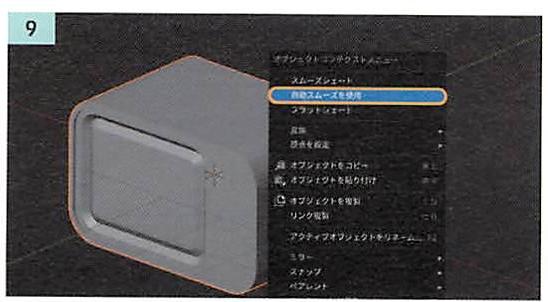 9
オブジェクトコンテクストメニュー
スムーズシェード
自動スムーズを使用
フラットシェード
変換
原点を設定
オブジェクトをコピー
オブジェクトを貼り付け
オブジェクトを複製
リンク複製
アクティブオブジェクトをリネーム...
ミラー
スナップ
ペアレント